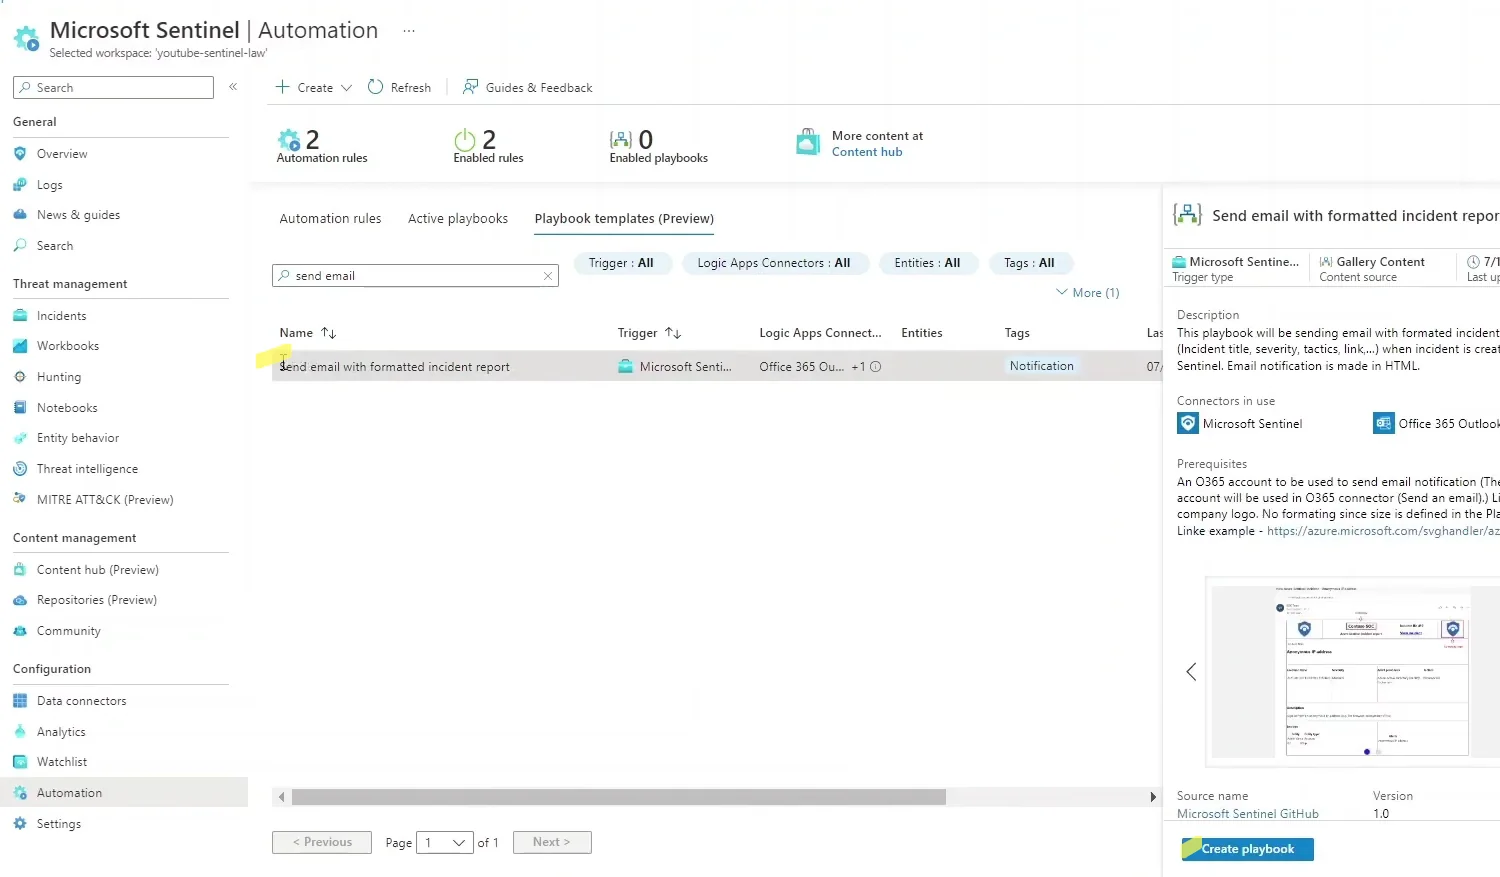 Microsoft Sentinel | Automation ...
Selected workspace: 'youtube-sentinel-law'
Search
«
General
Overview
Logs
News & guides
Search
Threat management
Incidents
Workbooks
Hunting
Notebooks
Entity behavior
Threat intelligence
MITRE ATT&CK (Preview)
Content management
Content hub (Preview)
Repositories (Preview)
Community
Configuration
Data connectors
Analytics
Watchlist
Automation
Settings
Create
Refresh
Guides & Feedback
2
Automation rules
2
Enabled rules
0
Enabled playbooks
More content at
Content hub
Automation rules
Active playbooks
Playbook templates (Preview)
send email
Trigger : All
Logic Apps Connectors : All
Entities : All
Tags : All
More (1)
Name
Trigger
Logic Apps Connect...
Entities
Tags
Las
Send email with formatted incident report
Microsoft Senti...
Office 365 Ou... +1
Notification
07/
< Previous
Page 1 of 1
Next >
Send email with formatted incident repor
Microsoft Sentine...
Trigger type
Gallery Content
Content source
7/1
Last up
Description
This playbook will be sending email with formated incident
(Incident title, severity, tactics, link,...) when incident is creat
Sentinel. Email notification is made in HTML.
Connectors in use
Microsoft Sentinel
Office 365 Outlook
Prerequisites
An O365 account to be used to send email notification (The
account will be used in O365 connector (Send an email).) Li
company logo. No formating since size is defined in the Pla
Linke example - https://azure.microsoft.com/svghandler/az
Contoso SOC
Anonymous IP address
Source name
Microsoft Sentinel GitHub
Version
1.0
Create playbook